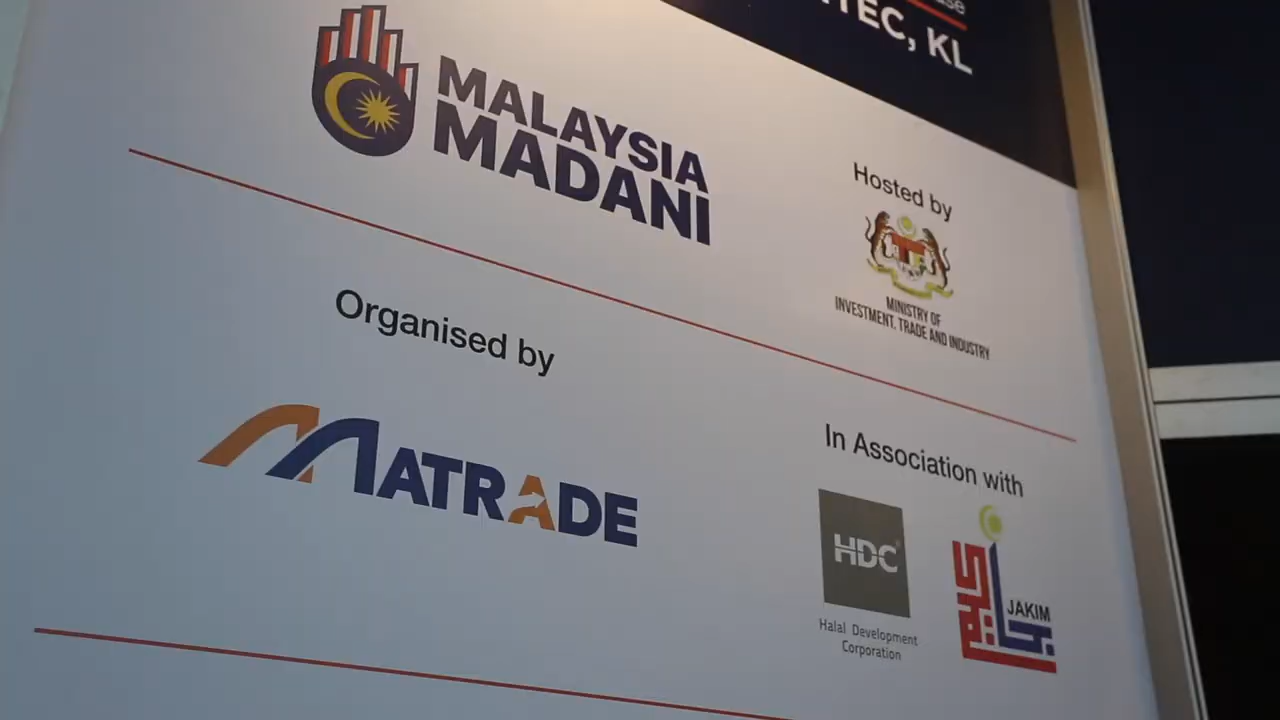 TEC, KL
MALAYSIA
MADANI
Hosted by
MINISTRY OF
INVESTMENT, TRADE AND INDUSTRY
Organised by
MATRADE
In Association with
HDC
Halal Development
Corporation
JAKIM